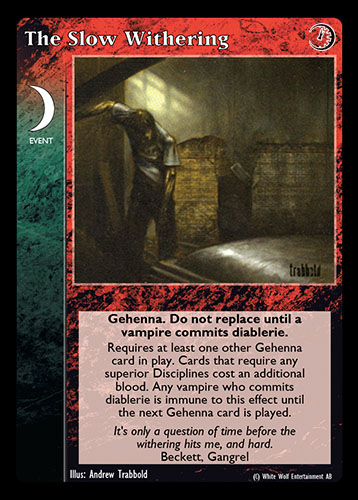 The Slow Withering
EVENT
trabbold
Gehenna. Do not replace until a
vampire commits diablerie.
Requires at least one other Gehenna
card in play. Cards that require any
superior Disciplines cost an additional
blood. Any vampire who commits
diablerie is immune to this effect until
the next Gehenna card is played.
It's only a question of time before the
withering hits me, and hard.
Beckett, Gangrel
Illus: Andrew Trabbold
(C) White Wolf Entertainment AB